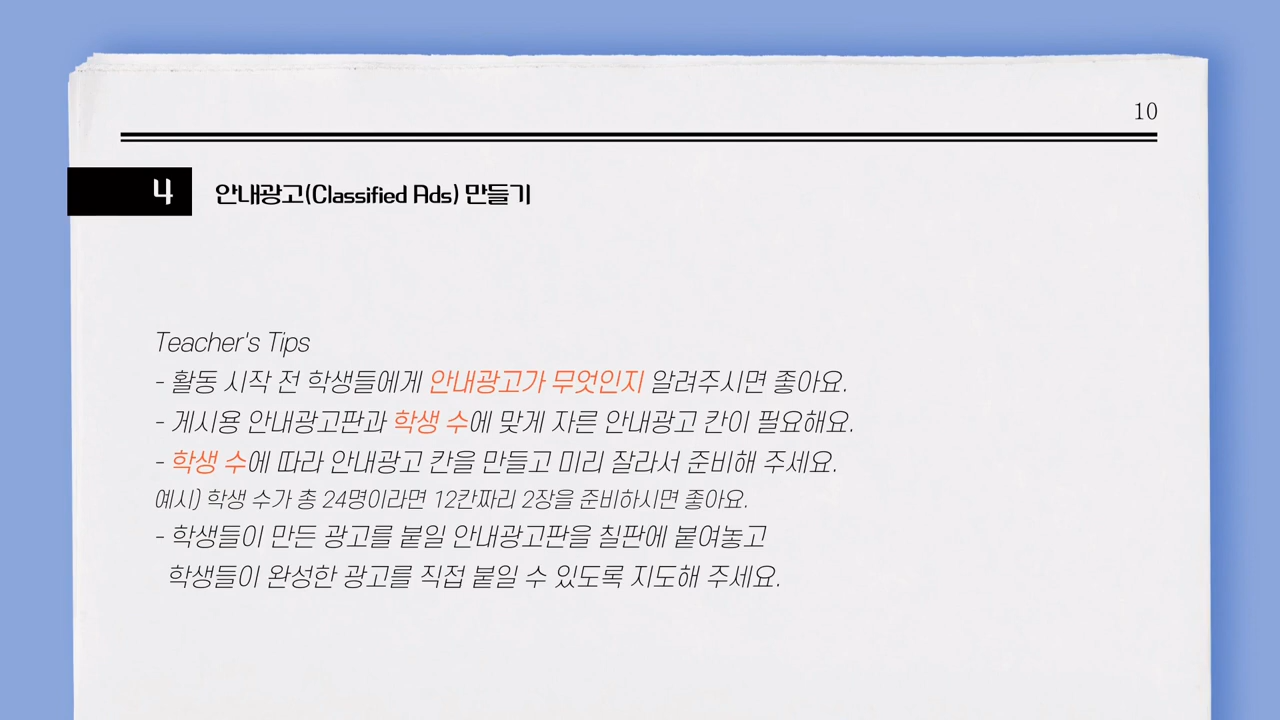 10
4
안내광고(Classified Ads) 만들기
Teacher's Tips
- 활동 시작 전 학생들에게 안내광고가 무엇인지 알려주시면 좋아요.
- 게시용 안내광고판과 학생 수에 맞게 자른 안내광고 칸이 필요해요.
- 학생 수에 따라 안내광고 칸을 만들고 미리 잘라서 준비해 주세요.
예시) 학생 수가 총 24명이라면 12칸짜리 2장을 준비하시면 좋아요.
- 학생들이 만든 광고를 붙일 안내광고판을 칠판에 붙여놓고
학생들이 완성한 광고를 직접 붙일 수 있도록 지도해 주세요.